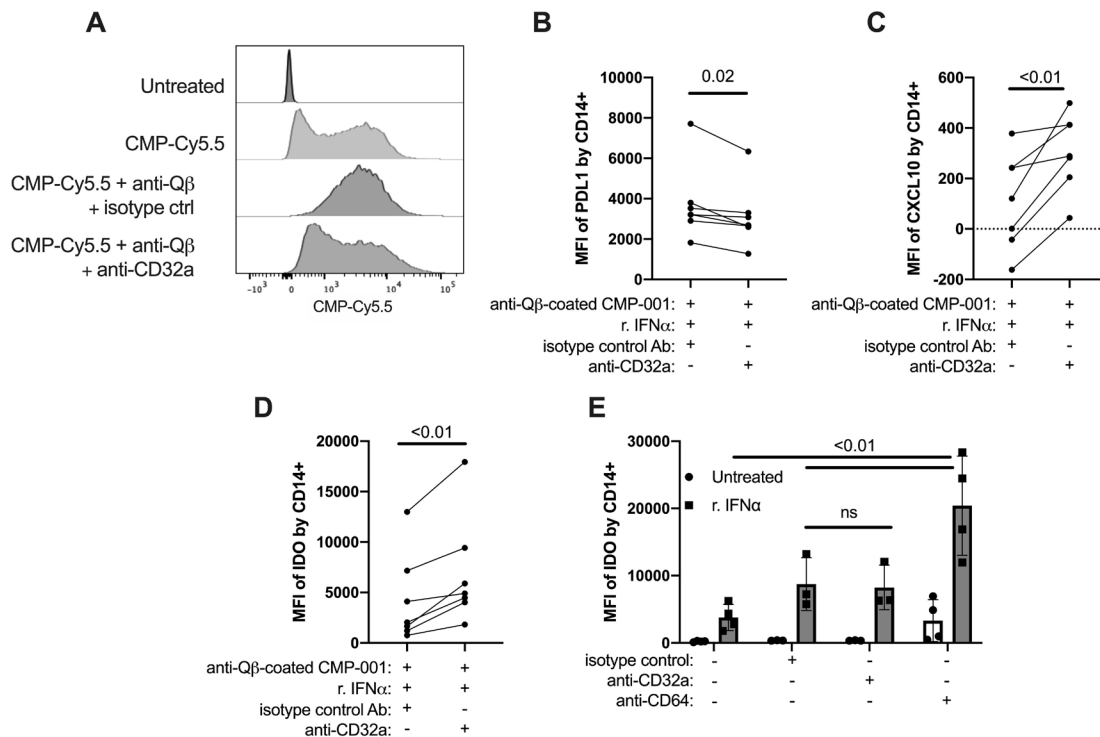 A
Untreated
CMP-Cy5.5
CMP-Cy5.5 + anti-Qβ
+ isotype ctrl
CMP-Cy5.5 + anti-Qβ
+ anti-CD32a
-10³ 0 10³ 10⁴ 10⁵
CMP-Cy5.5
B
0.02
MFI of PDL1 by CD14+
10000
8000
6000
4000
2000
0
anti-Qβ-coated CMP-001: + +
r. IFNα: + +
isotype control Ab: + -
anti-CD32a: - +
C
<0.01
MFI of CXCL10 by CD14+
600
400
200
0
-200
anti-Qβ-coated CMP-001: + +
r. IFNα: + +
isotype control Ab: + -
anti-CD32a: - +
D
<0.01
MFI of IDO by CD14+
20000
15000
10000
5000
0
anti-Qβ-coated CMP-001: + +
r. IFNα: + +
isotype control Ab: + -
anti-CD32a: - +
E
<0.01
Untreated
r. IFNα
ns
MFI of IDO by CD14+
30000
20000
10000
0
isotype control: - + - -
anti-CD32a: - - + -
anti-CD64: - - - +